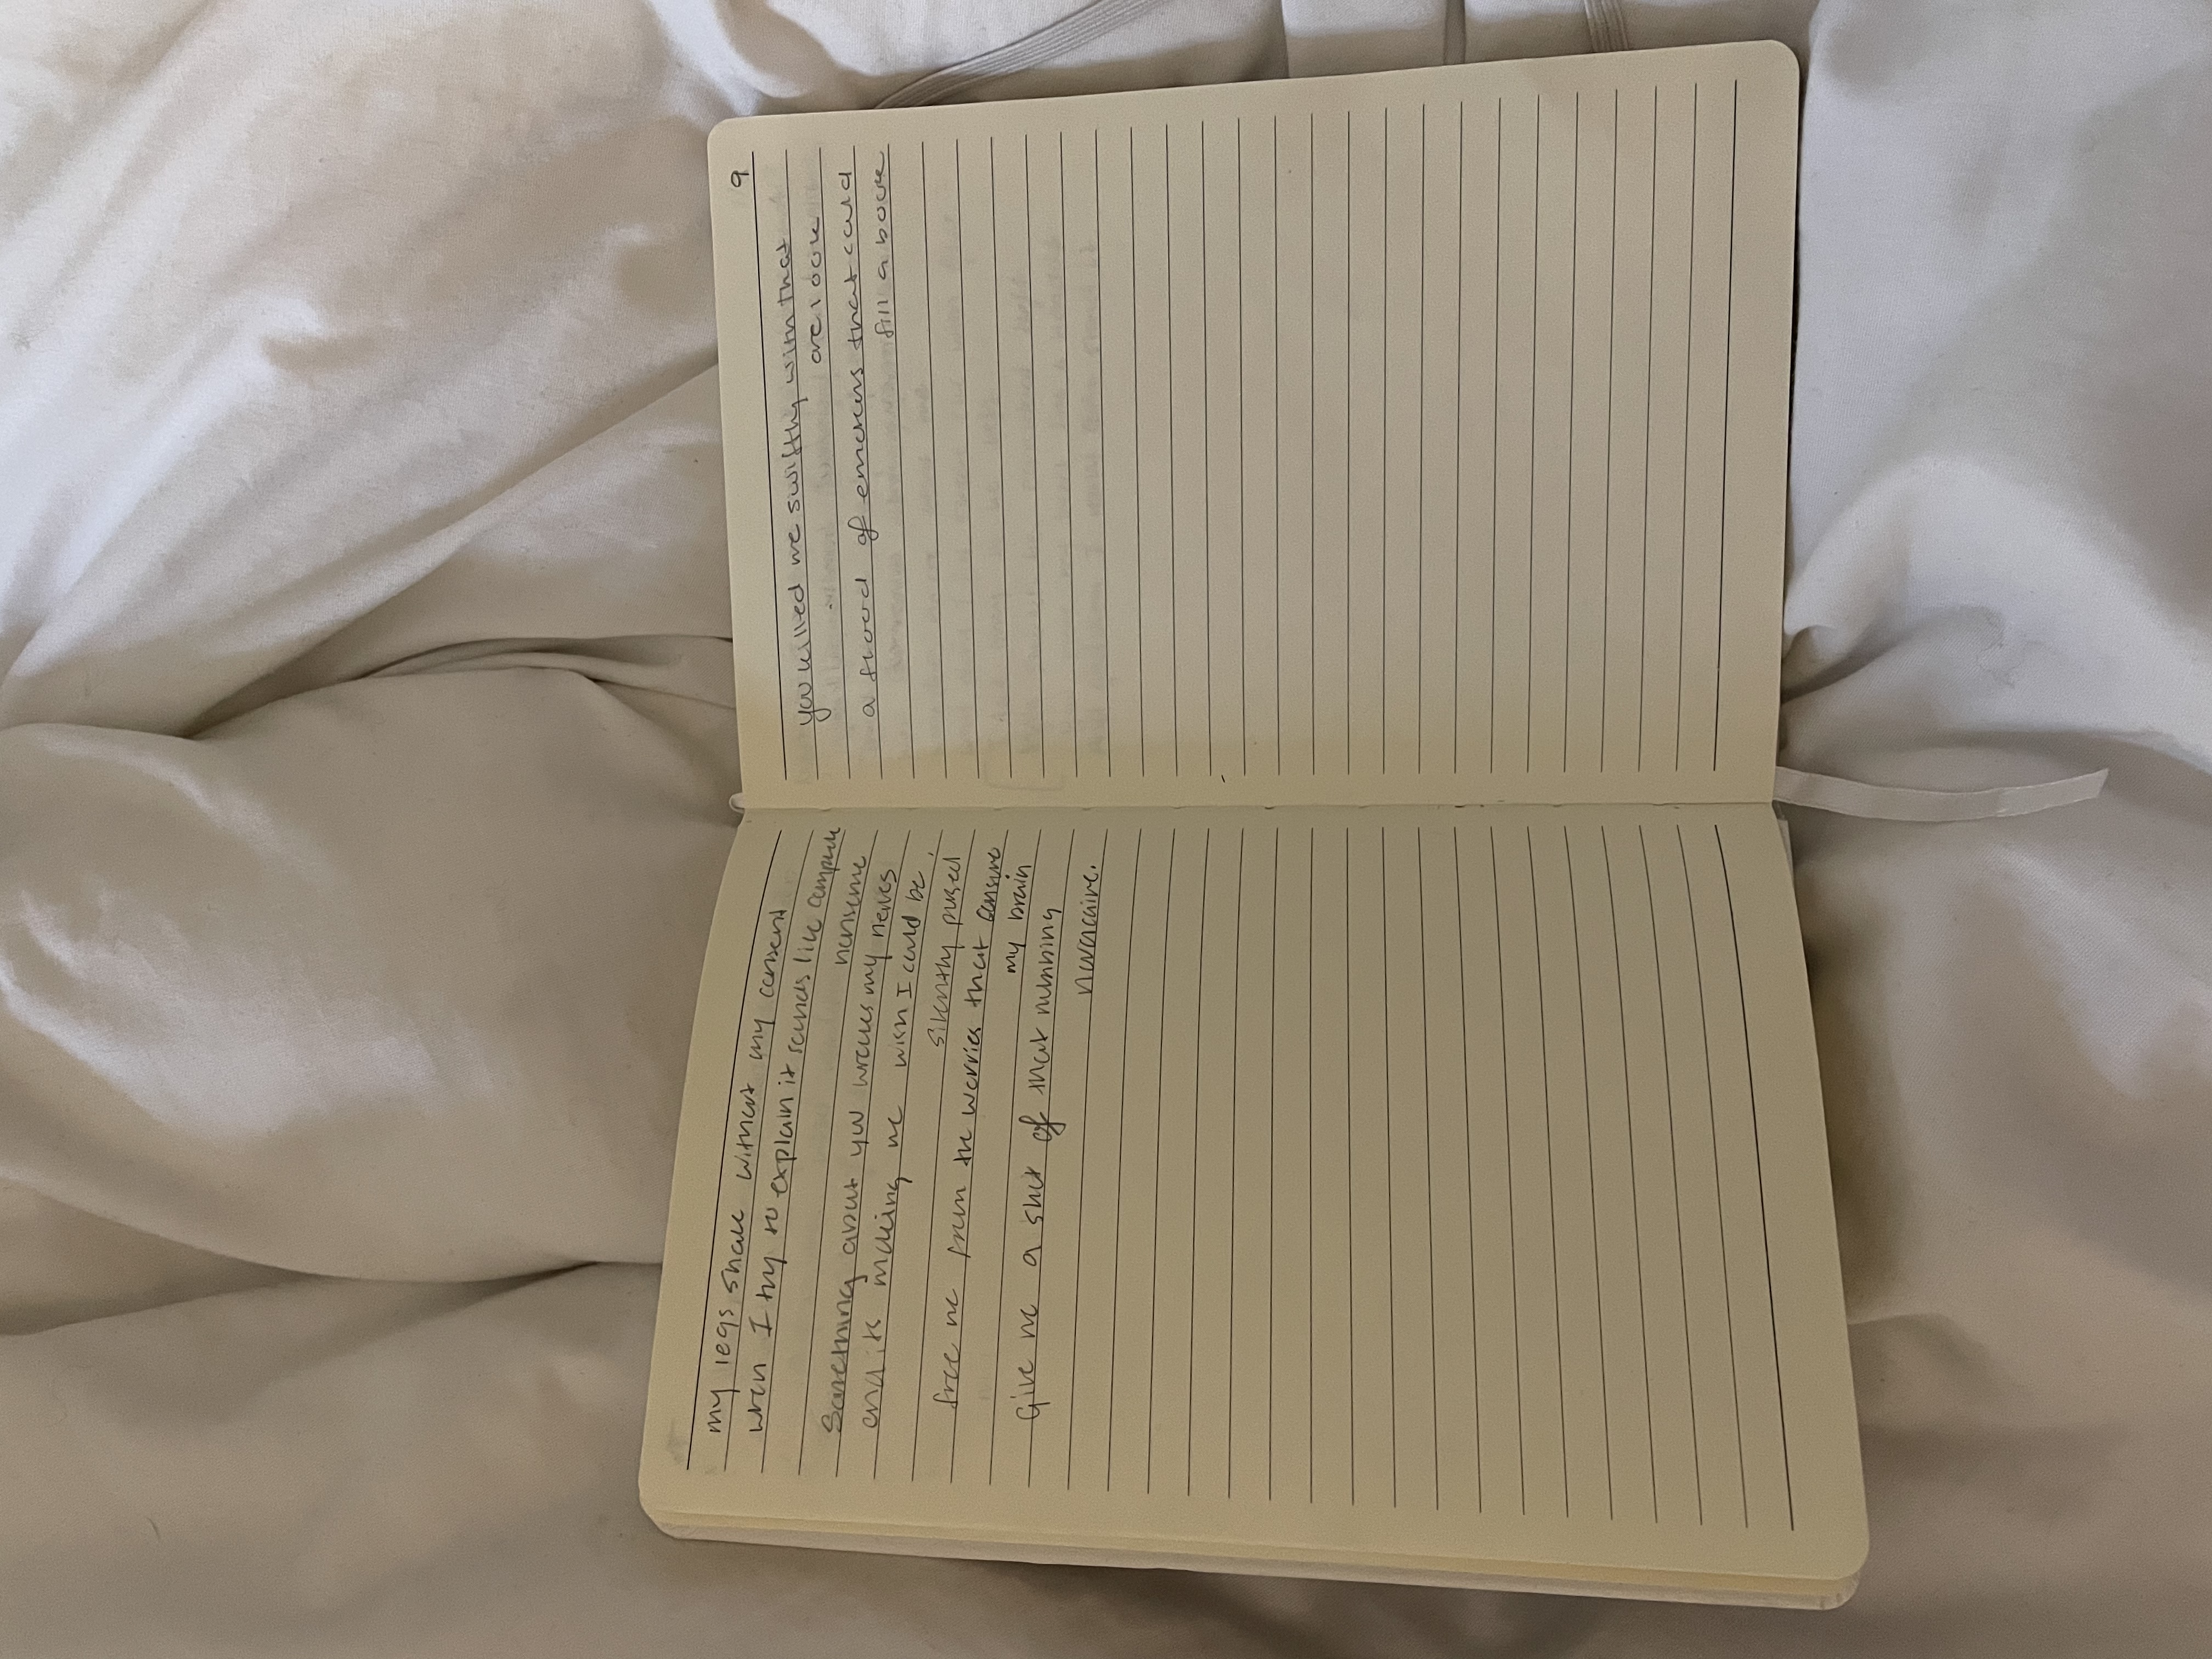 my legs shake without my consent
when I try to explain it sounds like complete
nonsense
Something about you wrecks my nerves
and its making me wish I could be
silently
free me from the worries that consume
my brain
Give me a shot of that numbing
novacaine.
9
you killed me swiftly with that
one look
a flood of emotions that could
fill a book